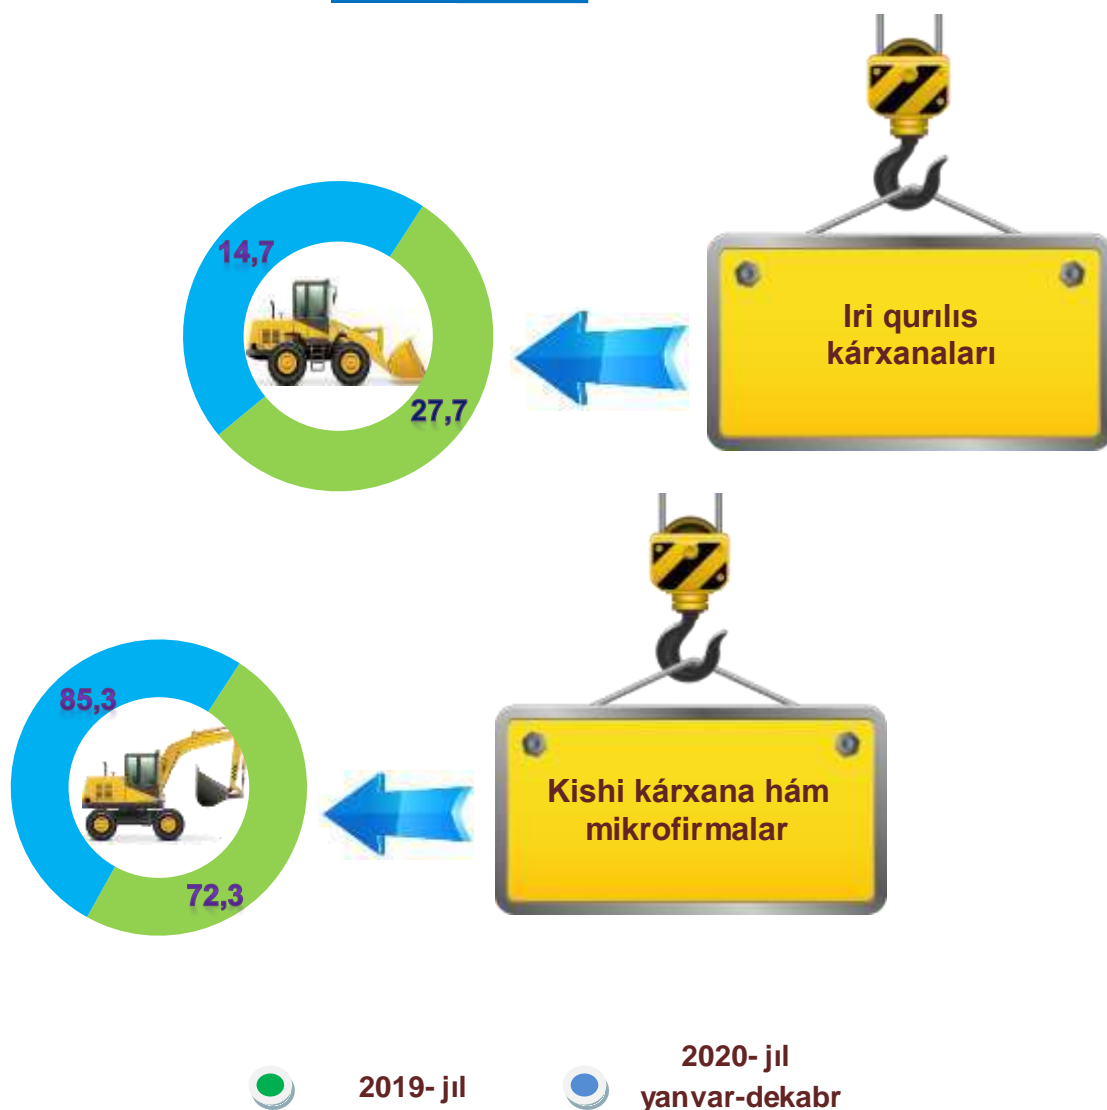 14,7
Iri qurılıs
kárxanaları
27,7
85,3
Kishi kárxana hám
mikrofirmalar
72,3
2019- jıl
2020- jıl
yanvar-dekabr